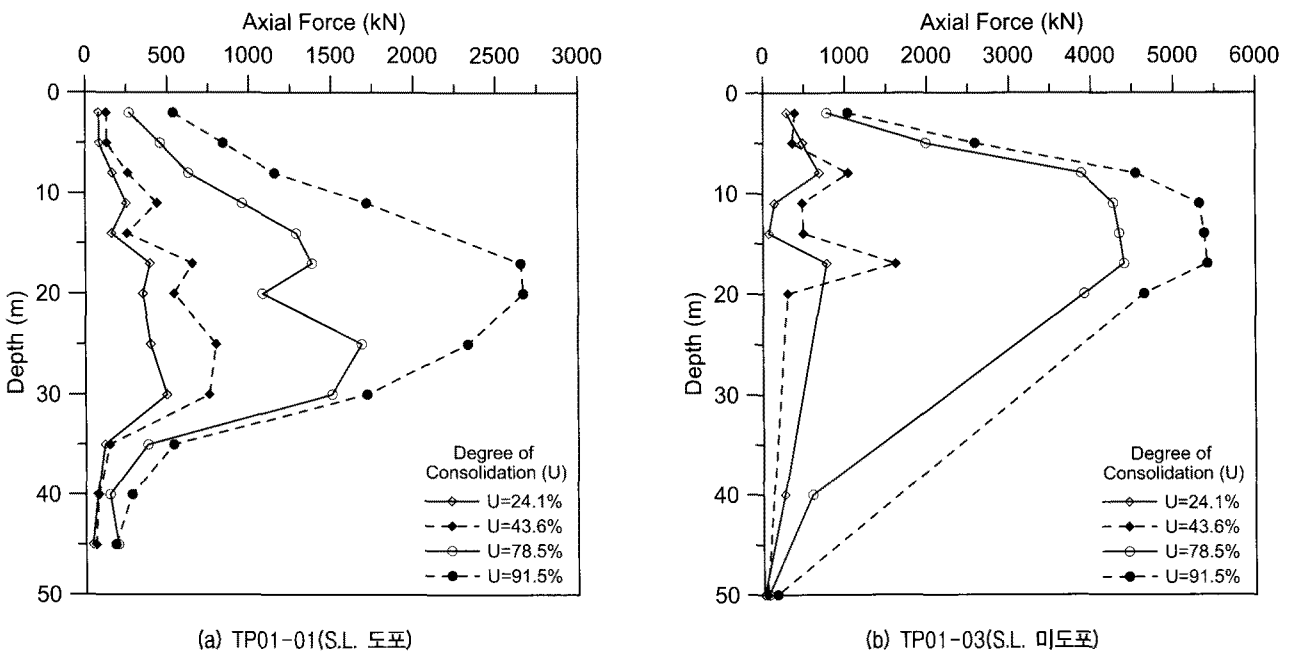 Axial Force (kN)
0 500 1000 1500 2000 2500 3000
0
10
20
30
40
50
Depth (m)
Degree of
Consolidation (U)
U=24.1%
U=43.6%
U=78.5%
U=91.5%
(a) TP01-01(S.L. 도포)
Axial Force (kN)
0 1000 2000 3000 4000 5000 6000
0
10
20
30
40
50
Depth (m)
Degree of
Consolidation (U)
U=24.1%
U=43.6%
U=78.5%
U=91.5%
(b) TP01-03(S.L. 미도포)